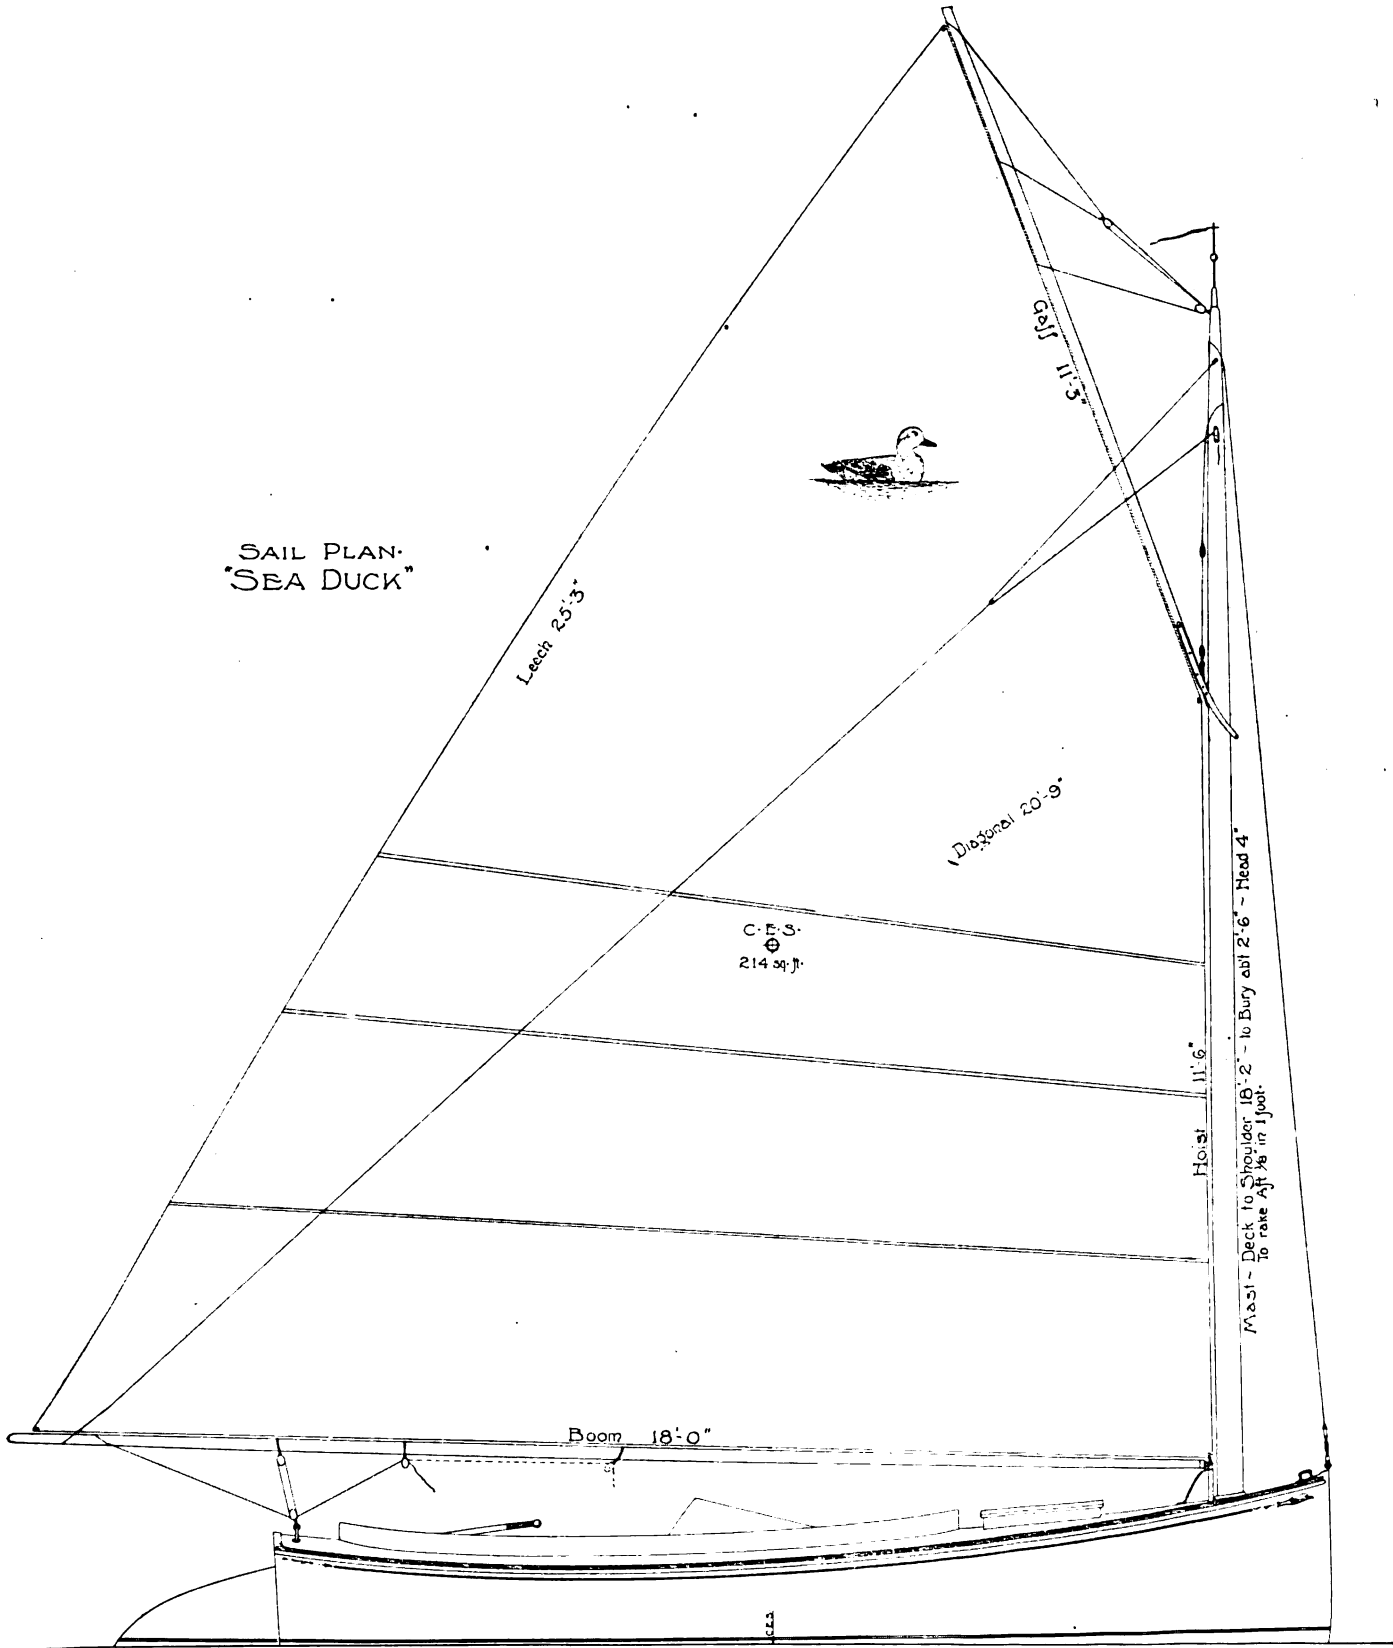 Gaff 11'-3"
SAIL PLAN.
"SEA DUCK"
Leech 25'-3"
Diagonal 20'-9"
C.E.S.
214 sq. ft.
Hoist 11'-6"
Mast ~ Deck to Shoulder 18'-2" ~ to Bury abt 2'-6" ~ Head 4"
To rake Aft ⅛" in 1 foot.
Boom 18'-0"
C.E.S.